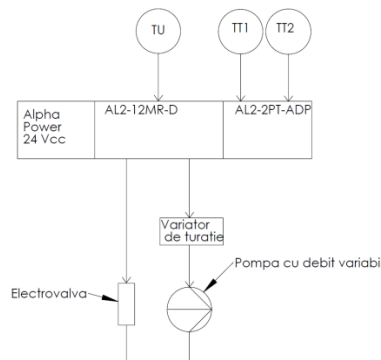 TU
TT1
TT2
Alpha
Power
24 Vcc
AL2-12MR-D
AL2-2PT-ADP
Variator
de turatie
Pompa cu debit variabi
Electrovalva